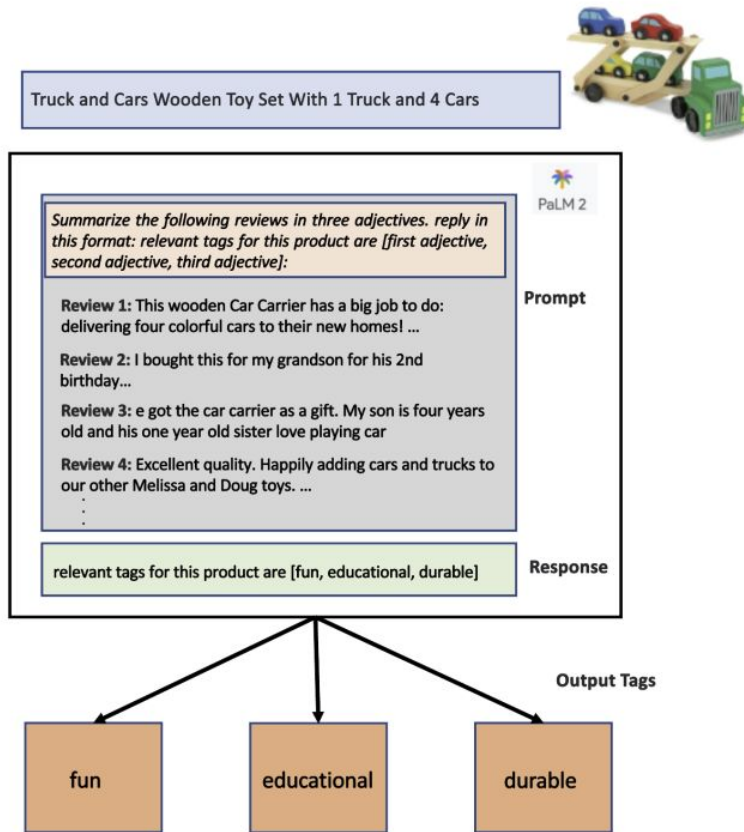 Truck and Cars Wooden Toy Set With 1 Truck and 4 Cars
PaLM 2
Summarize the following reviews in three adjectives. reply in
this format: relevant tags for this product are [first adjective,
second adjective, third adjective]:
Prompt
Review 1: This wooden Car Carrier has a big job to do:
delivering four colorful cars to their new homes! ...
Review 2: I bought this for my grandson for his 2nd
birthday...
Review 3: e got the car carrier as a gift. My son is four years
old and his one year old sister love playing car
Review 4: Excellent quality. Happily adding cars and trucks to
our other Melissa and Doug toys. ...
relevant tags for this product are [fun, educational, durable]
Response
Output Tags
fun
educational
durable